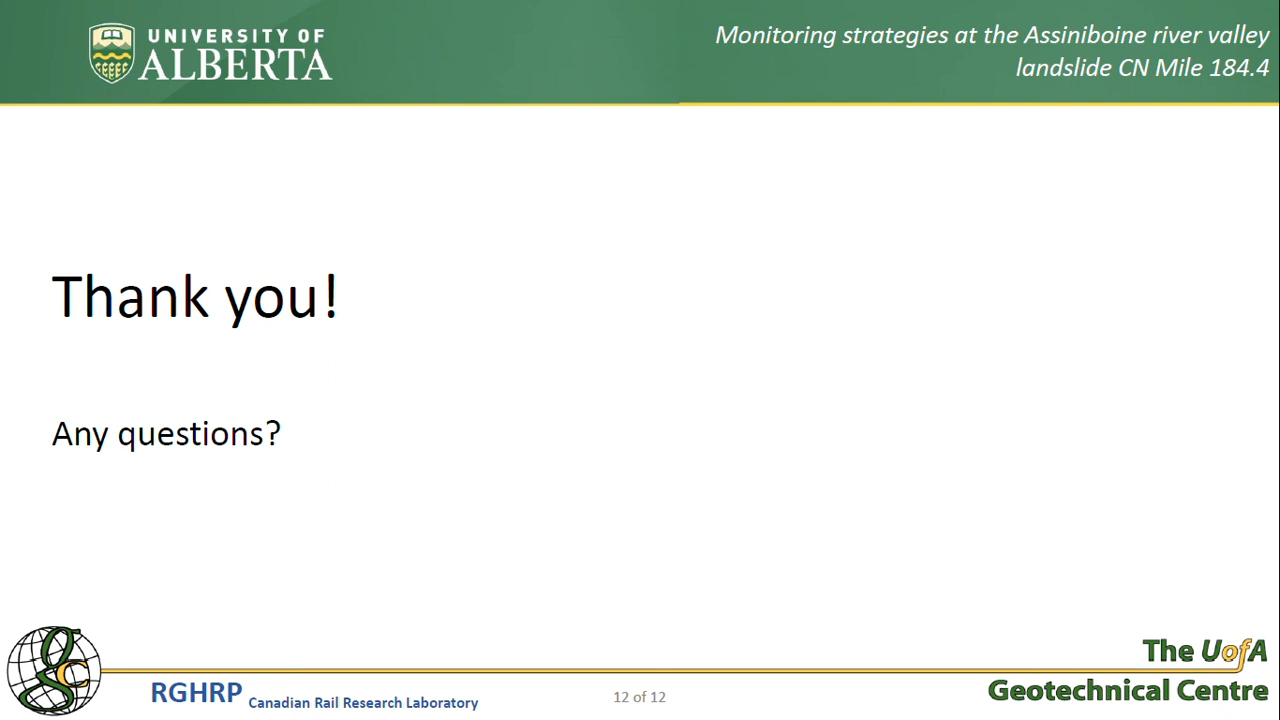 UNIVERSITY OF
ALBERTA
Monitoring strategies at the Assiniboine river valley
landslide CN Mile 184.4
Thank you!
Any questions?
gc
The UofA
Geotechnical Centre
RGHRP Canadian Rail Research Laboratory
12 of 12